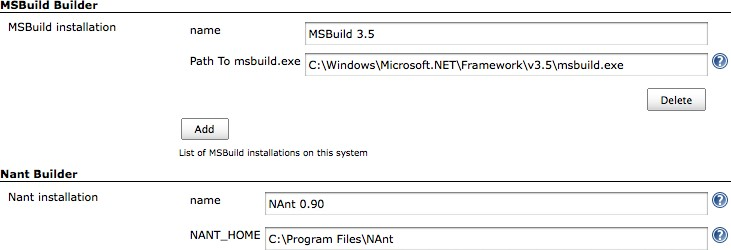 MSBuild Builder
MSBuild installation
name
MSBuild 3.5
Path To msbuild.exe
C:\Windows\Microsoft.NET\Framework\v3.5\msbuild.exe
Delete
Add
List of MSBuild installations on this system
Nant Builder
Nant installation
name
NAnt 0.90
NANT_HOME
C:\Program Files\NAnt